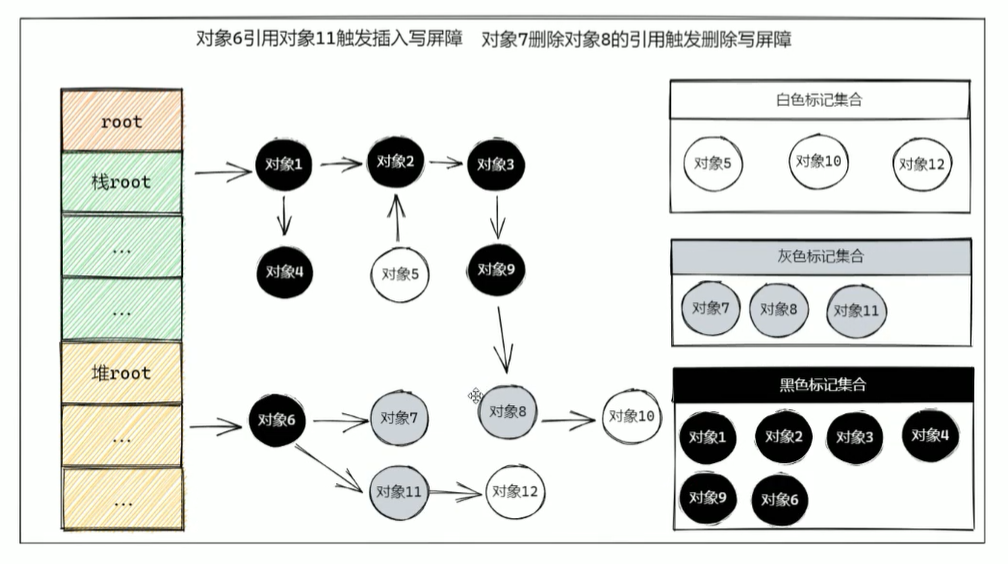 对象6引用对象11触发插入写屏障 对象7删除对象8的引用触发删除写屏障
root
栈root
...
...
堆root
...
...
对象1
对象2
对象3
对象4
对象5
对象9
对象6
对象7
对象8
对象10
对象11
对象12
白色标记集合
对象5
对象10
对象12
灰色标记集合
对象7
对象8
对象11
黑色标记集合
对象1
对象2
对象3
对象4
对象9
对象6